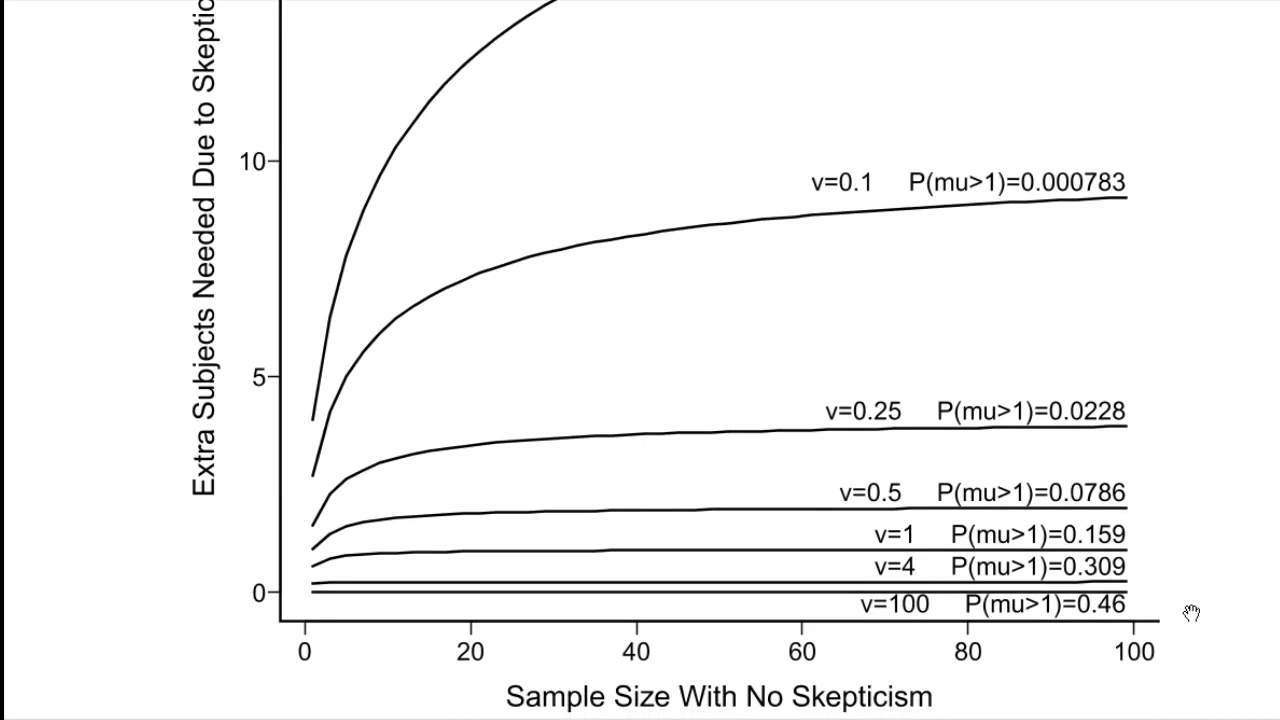 Extra Subjects Needed Due to
10
v=0.1 P(mu>1)=0.000783
5
v=0.25 P(mu>1)=0.0228
v=0.5 P(mu>1)=0.0786
v=1 P(mu>1)=0.159
v=4 P(mu>1)=0.309
0
v=100 P(mu>1)=0.46
0 20 40 60 80 100
Sample Size With No Skepticism